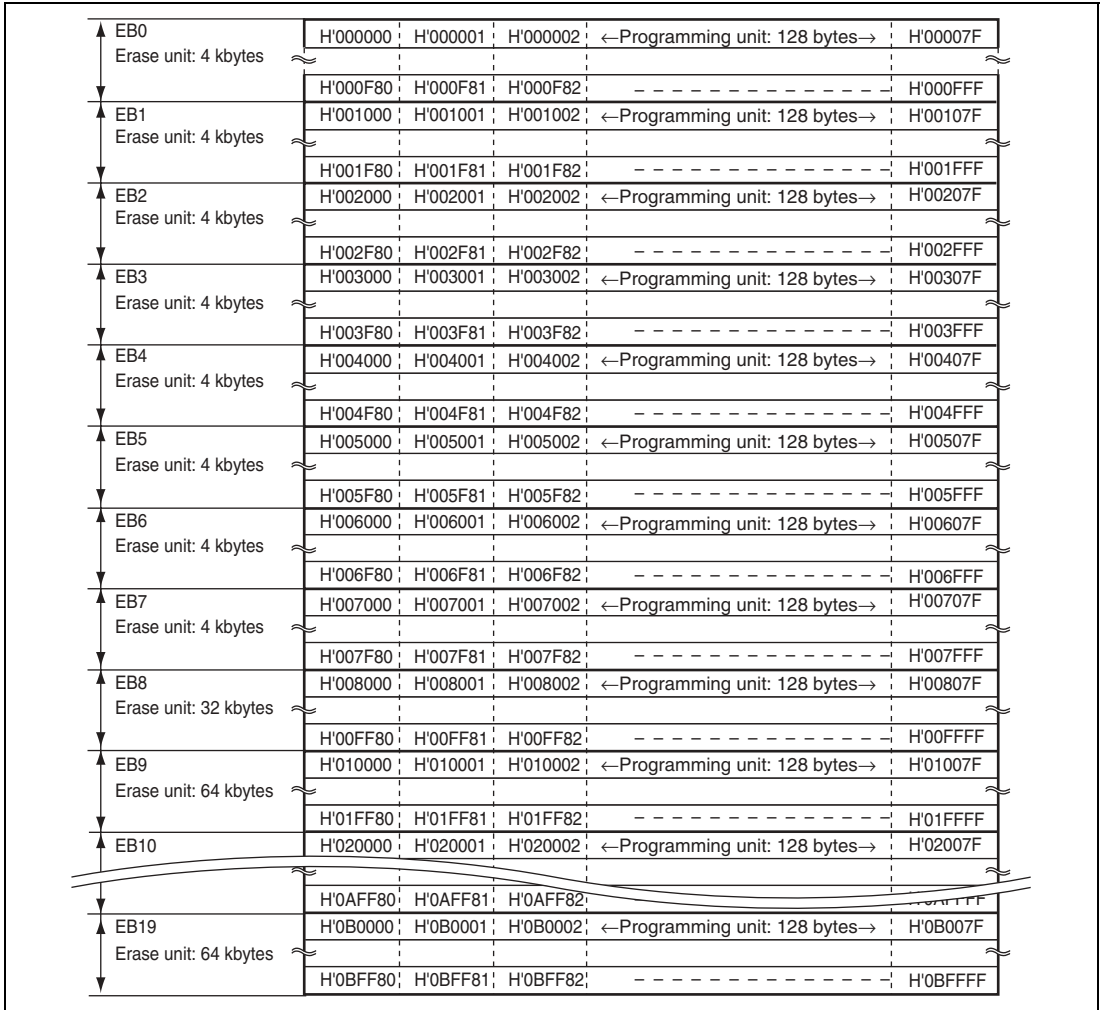 EB0
Erase unit: 4 kbytes
H'000000 H'000001 H'000002 ←Programming unit: 128 bytes→ H'00007F
H'000F80 H'000F81 H'000F82 H'000FFF
EB1
Erase unit: 4 kbytes
H'001000 H'001001 H'001002 ←Programming unit: 128 bytes→ H'00107F
H'001F80 H'001F81 H'001F82 H'001FFF
EB2
Erase unit: 4 kbytes
H'002000 H'002001 H'002002 ←Programming unit: 128 bytes→ H'00207F
H'002F80 H'002F81 H'002F82 H'002FFF
EB3
Erase unit: 4 kbytes
H'003000 H'003001 H'003002 ←Programming unit: 128 bytes→ H'00307F
H'003F80 H'003F81 H'003F82 H'003FFF
EB4
Erase unit: 4 kbytes
H'004000 H'004001 H'004002 ←Programming unit: 128 bytes→ H'00407F
H'004F80 H'004F81 H'004F82 H'004FFF
EB5
Erase unit: 4 kbytes
H'005000 H'005001 H'005002 ←Programming unit: 128 bytes→ H'00507F
H'005F80 H'005F81 H'005F82 H'005FFF
EB6
Erase unit: 4 kbytes
H'006000 H'006001 H'006002 ←Programming unit: 128 bytes→ H'00607F
H'006F80 H'006F81 H'006F82 H'006FFF
EB7
Erase unit: 4 kbytes
H'007000 H'007001 H'007002 ←Programming unit: 128 bytes→ H'00707F
H'007F80 H'007F81 H'007F82 H'007FFF
EB8
Erase unit: 32 kbytes
H'008000 H'008001 H'008002 ←Programming unit: 128 bytes→ H'00807F
H'00FF80 H'00FF81 H'00FF82 H'00FFFF
EB9
Erase unit: 64 kbytes
H'010000 H'010001 H'010002 ←Programming unit: 128 bytes→ H'01007F
H'01FF80 H'01FF81 H'01FF82 H'01FFFF
EB10
H'020000 H'020001 H'020002 ←Programming unit: 128 bytes→ H'02007F
H'0AFF80 H'0AFF81 H'0AFF82
EB19
Erase unit: 64 kbytes
H'0B0000 H'0B0001 H'0B0002 ←Programming unit: 128 bytes→ H'0B007F
H'0BFF80 H'0BFF81 H'0BFF82 H'0BFFFF